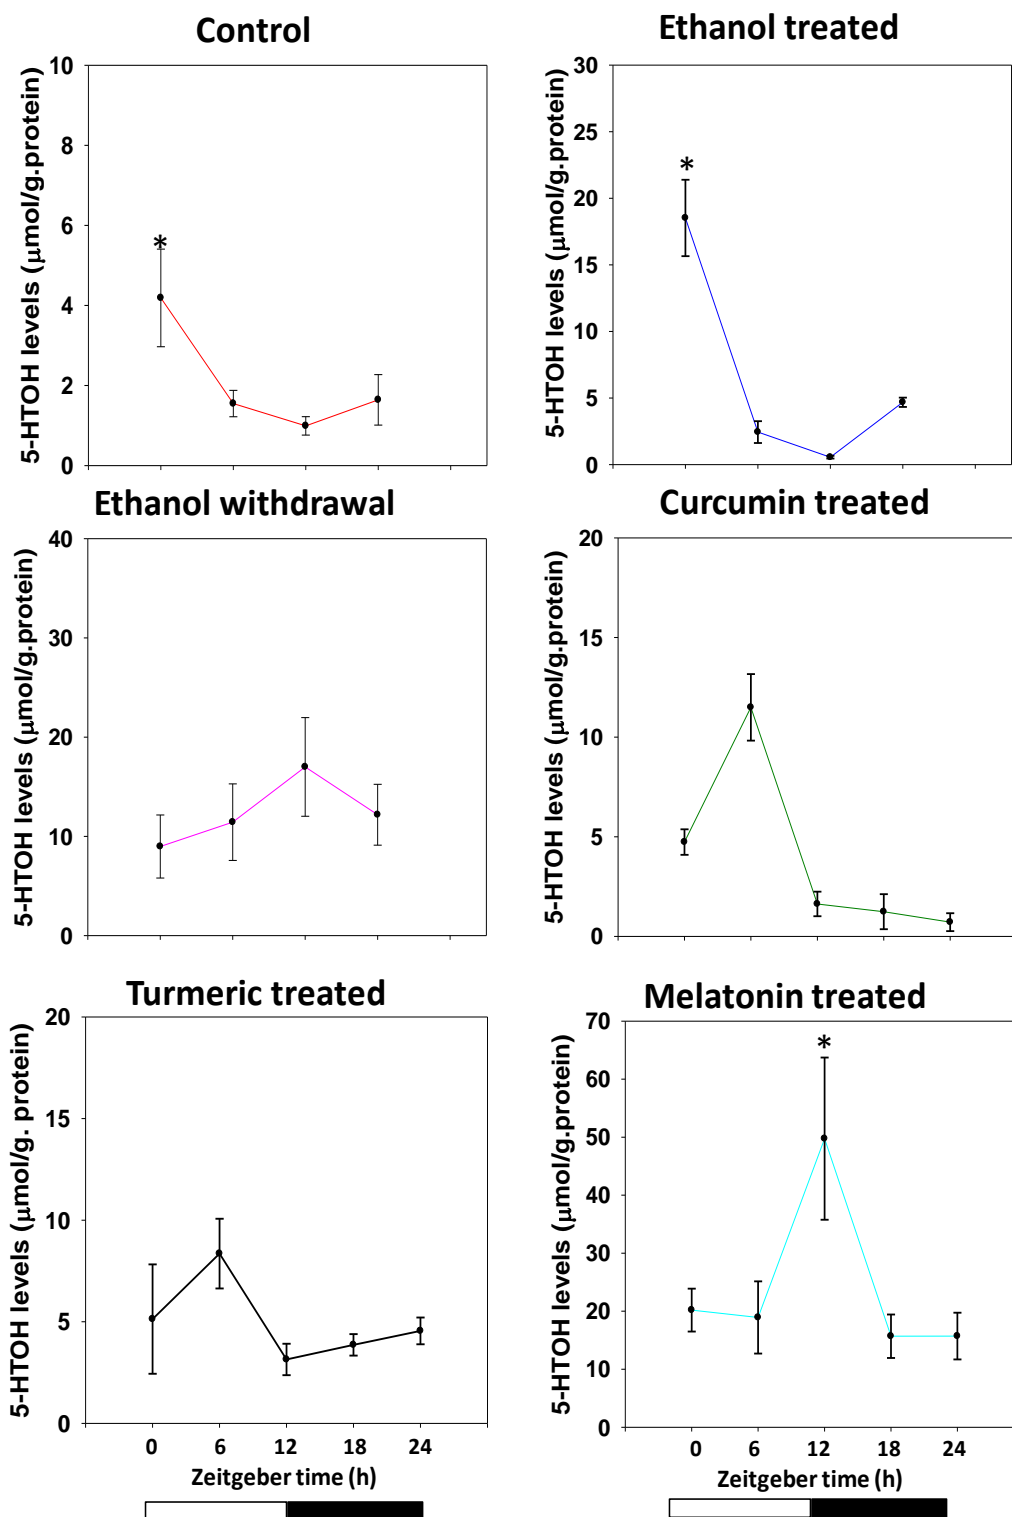 Control
10
8
6
4
2
0
5-HTOH levels (μmol/g.protein)
*
Ethanol treated
30
25
20
15
10
5
0
5-HTOH levels (μmol/g.protein)
*
Ethanol withdrawal
40
30
20
10
0
5-HTOH levels (μmol/g.protein)
Curcumin treated
20
15
10
5
0
5-HTOH levels (μmol/g.protein)
Turmeric treated
20
15
10
5
0
5-HTOH levels (μmol/g. protein)
0 6 12 18 24
Zeitgeber time (h)
Melatonin treated
70
60
50
40
30
20
10
0
5-HTOH levels (μmol/g.protein)
*
0 6 12 18 24
Zeitgeber time (h)